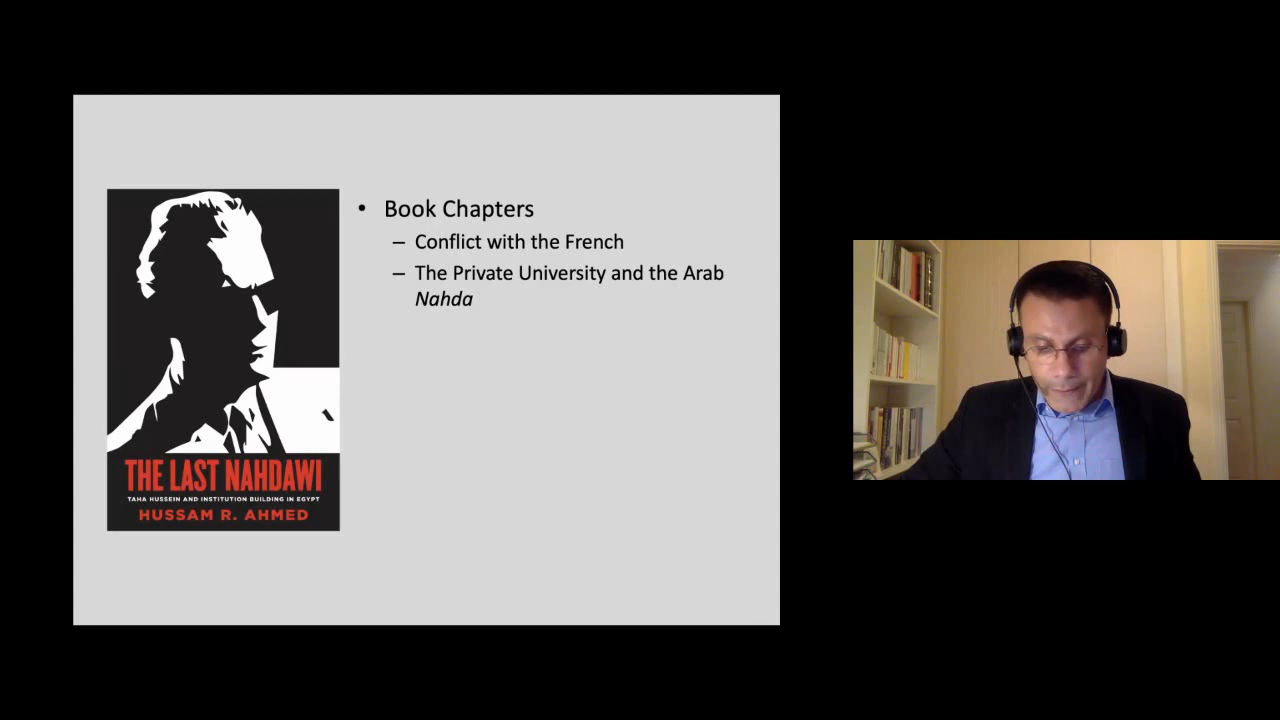 • Book Chapters
– Conflict with the French
– The Private University and the Arab
Nahda
THE LAST NAHDAWI
TAHA HUSSEIN AND INSTITUTION BUILDING IN EGYPT
HUSSAM R. AHMED